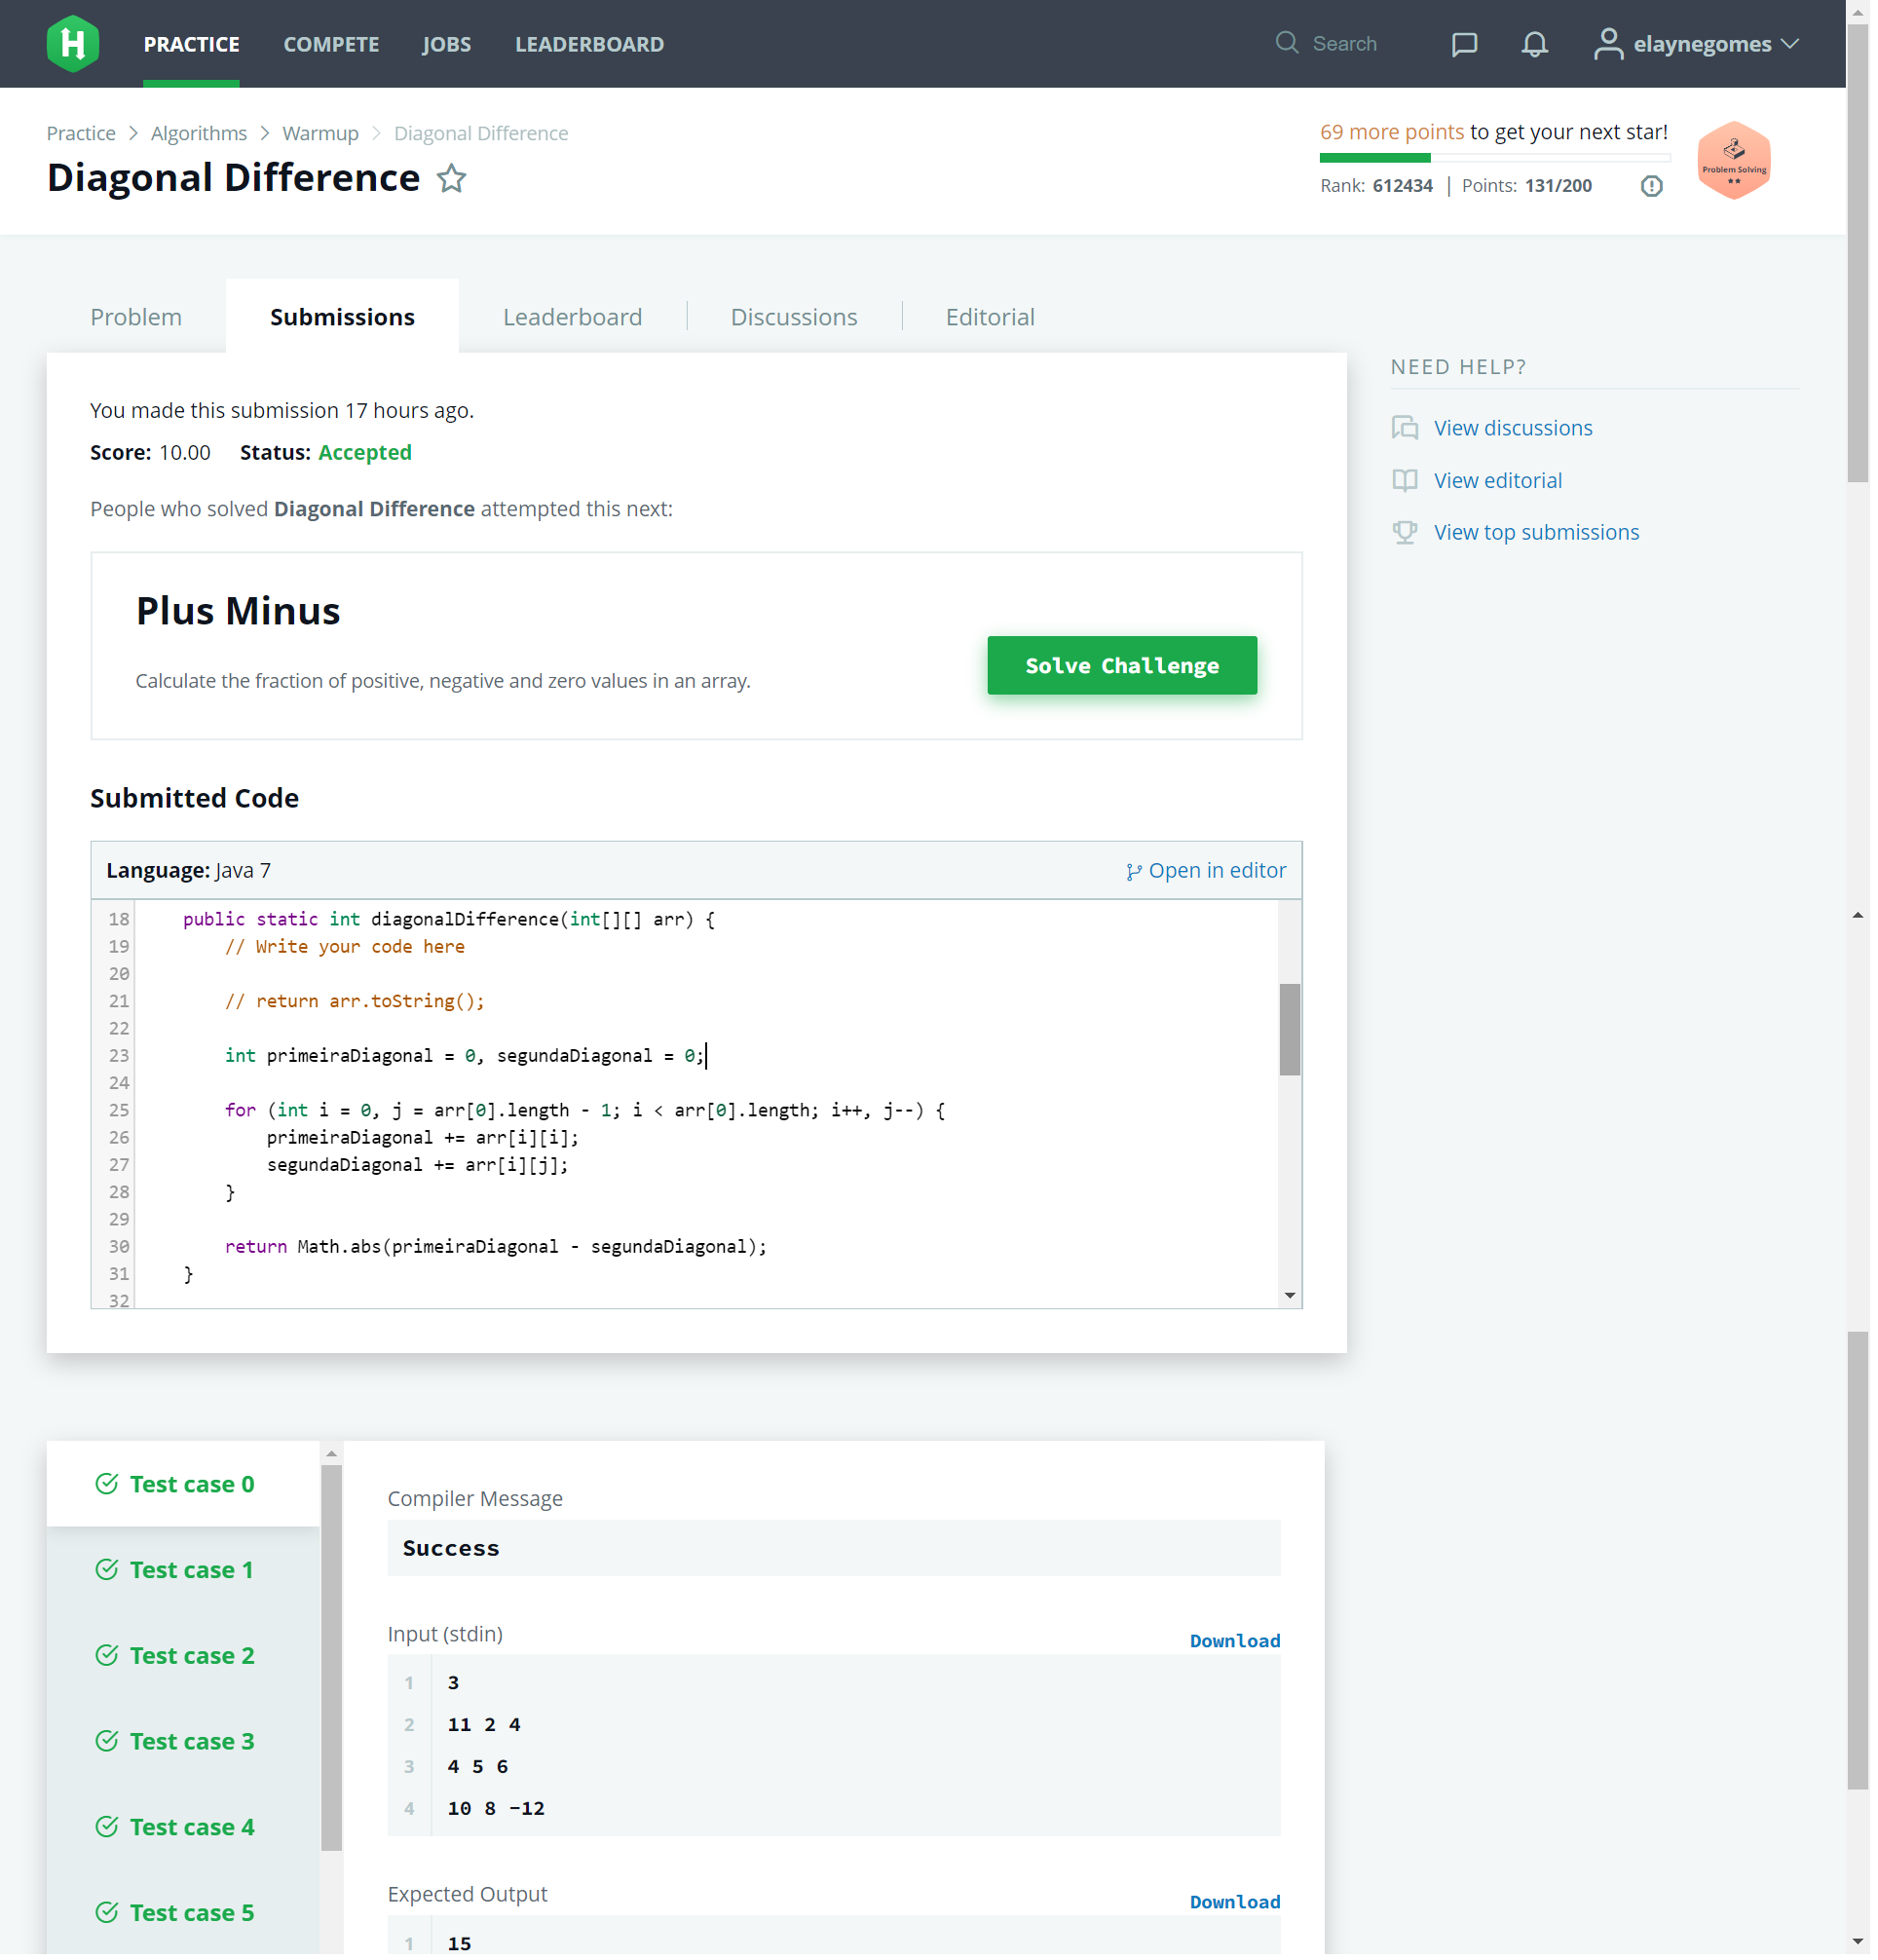 H PRACTICE COMPETE JOBS LEADERBOARD Search elaynegomes
Practice > Algorithms > Warmup > Diagonal Difference
Diagonal Difference
69 more points to get your next star!
Rank: 612434 | Points: 131/200
Problem Solving
Problem Submissions Leaderboard Discussions Editorial
You made this submission 17 hours ago.
Score: 10.00 Status: Accepted
People who solved Diagonal Difference attempted this next:
Plus Minus
Calculate the fraction of positive, negative and zero values in an array.
Solve Challenge
NEED HELP?
View discussions
View editorial
View top submissions
Submitted Code
Language: Java 7 Open in editor
18 public static int diagonalDifference(int[][] arr) {
19 // Write your code here
20
21 // return arr.toString();
22
23 int primeiraDiagonal = 0, segundaDiagonal = 0;
24
25 for (int i = 0, j = arr[0].length - 1; i < arr[0].length; i++, j--) {
26 primeiraDiagonal += arr[i][i];
27 segundaDiagonal += arr[i][j];
28 }
29
30 return Math.abs(primeiraDiagonal - segundaDiagonal);
31 }
32
Test case 0
Test case 1
Test case 2
Test case 3
Test case 4
Test case 5
Compiler Message
Success
Input (stdin) Download
1 3
2 11 2 4
3 4 5 6
4 10 8 -12
Expected Output Download
1 15